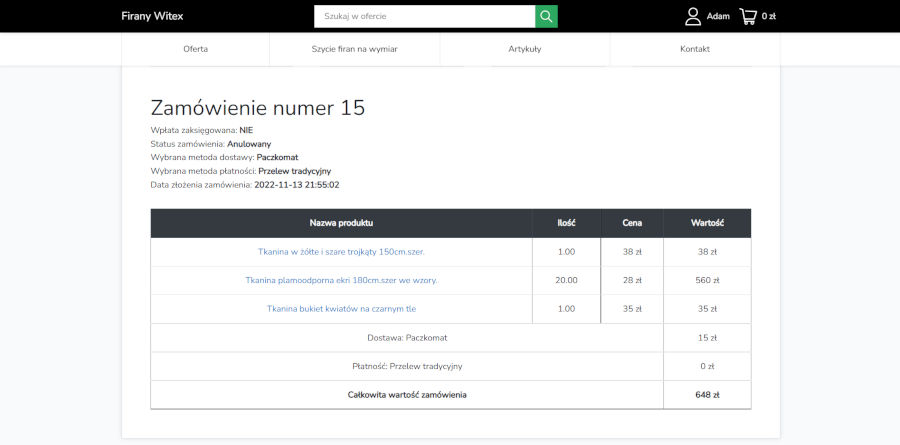 Firany Witex
Szukaj w ofercie
Adam
0 zł
Oferta
Szycie firan na wymiar
Artykuły
Kontakt
Zamówienie numer 15
Wpłata zaksięgowana: NIE
Status zamówienia: Anulowany
Wybrana metoda dostawy: Paczkomat
Wybrana metoda płatności: Przelew tradycyjny
Data złożenia zamówienia: 2022-11-13 21:55:02
Nazwa produktu Ilość Cena Wartość
Tkanina w żółte i szare trojkąty 150cm.szer. 1.00 38 zł 38 zł
Tkanina plamoodporna ekri 180cm.szer we wzory. 20.00 28 zł 560 zł
Tkanina bukiet kwiatów na czarnym tle 1.00 35 zł 35 zł
Dostawa: Paczkomat 15 zł
Płatność: Przelew tradycyjny 0 zł
Całkowita wartość zamówienia 648 zł